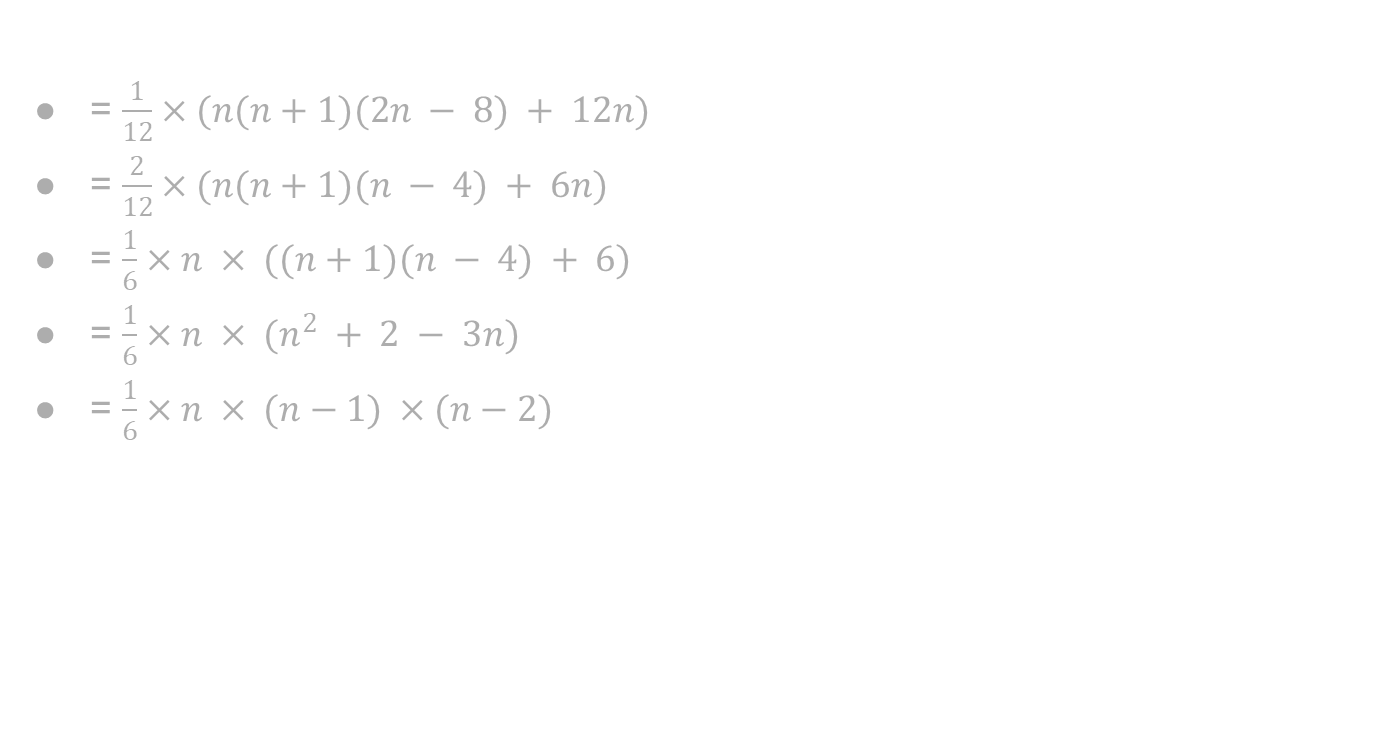 ● = 1/12 × (n(n + 1)(2n − 8) + 12n)
● = 2/12 × (n(n + 1)(n − 4) + 6n)
● = 1/6 × n × ((n + 1)(n − 4) + 6)
● = 1/6 × n × (n² + 2 − 3n)
● = 1/6 × n × (n − 1) × (n − 2)